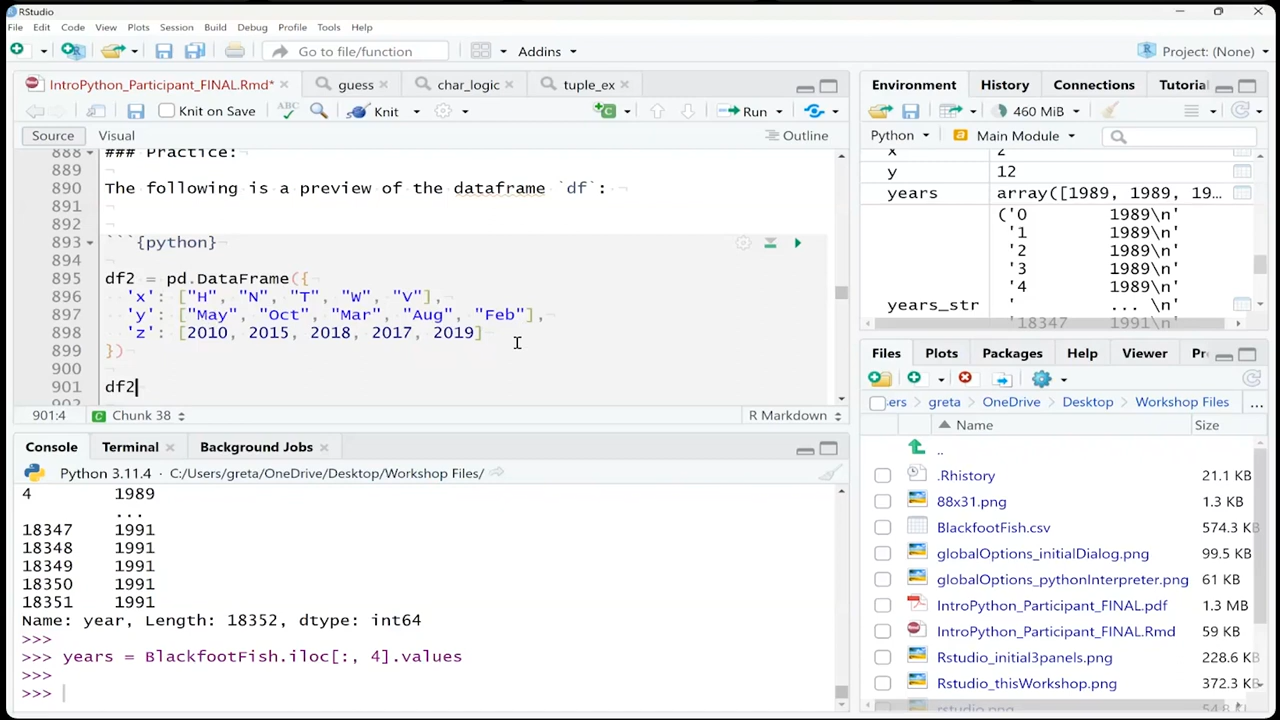 RStudio
File Edit Code View Plots Session Build Debug Profile Tools Help
Go to file/function Addins Project: (None)
IntroPython_Participant_FINAL.Rmd* guess char_logic tuple_ex
Knit on Save ABC Knit Run
Source Visual Outline
888 ### Practice:
889
890 The following is a preview of the dataframe `df`:
891
892
893 ```{python}
894
895 df2 = pd.DataFrame({
896 'x': ["H", "N", "T", "W", "V"],
897 'y': ["May", "Oct", "Mar", "Aug", "Feb"],
898 'z': [2010, 2015, 2018, 2017, 2019]
899 })
900
901 df2
902
901:4 Chunk 38 R Markdown
Console Terminal Background Jobs
Python 3.11.4 · C:/Users/greta/OneDrive/Desktop/Workshop Files/
4 1989
...
18347 1991
18348 1991
18349 1991
18350 1991
18351 1991
Name: year, Length: 18352, dtype: int64
>>>
>>> years = BlackfootFish.iloc[:, 4].values
>>>
>>>
Environment History Connections Tutorial
460 MiB
Python Main Module
x 2
y 12
years array([1989, 1989, 19…
('0 1989\n'
'1 1989\n'
'2 1989\n'
'3 1989\n'
'4 1989\n'
years_str ' ... \n'
'18347 1991\n'
Files Plots Packages Help Viewer Pr
ers greta OneDrive Desktop Workshop Files ...
Name Size
..
.Rhistory 21.1 KB
88x31.png 1.3 KB
BlackfootFish.csv 574.3 KB
globalOptions_initialDialog.png 99.5 KB
globalOptions_pythonInterpreter.png 61 KB
IntroPython_Participant_FINAL.pdf 1.3 MB
IntroPython_Participant_FINAL.Rmd 59 KB
Rstudio_initial3panels.png 228.6 KB
Rstudio_thisWorkshop.png 372.3 KB
rstudio.png 54.8 KB